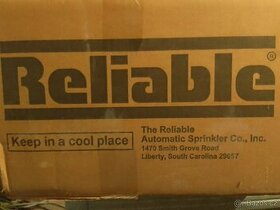 Reliable®
Keep in a cool place
The Reliable
Automatic Sprinkler Co., Inc.
1470 Smith Grove Road
Liberty, South Carolina 29657